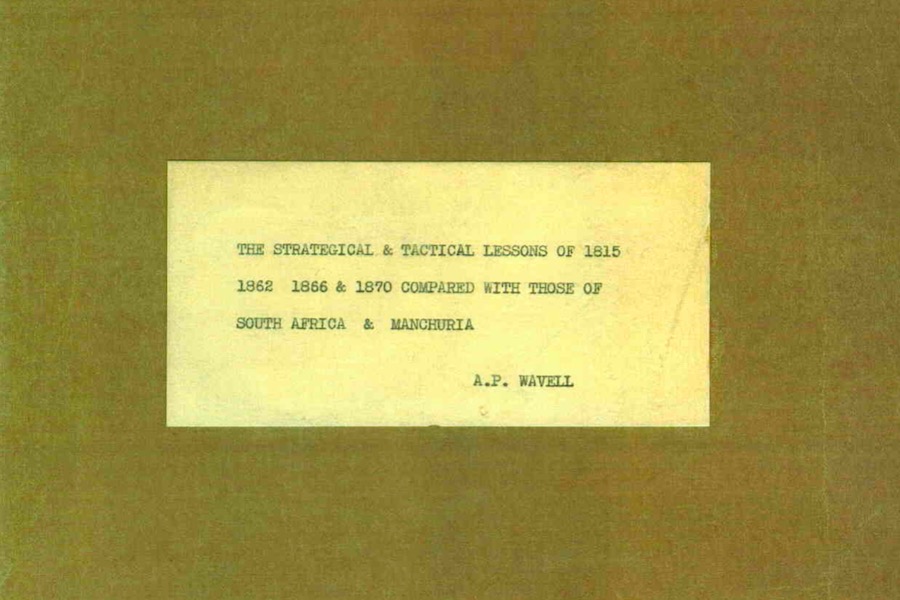 THE STRATEGICAL & TACTICAL LESSONS OF 1815
1862  1866 & 1870 COMPARED WITH THOSE OF
SOUTH AFRICA  &  MANCHURIA
A.P. WAVELL